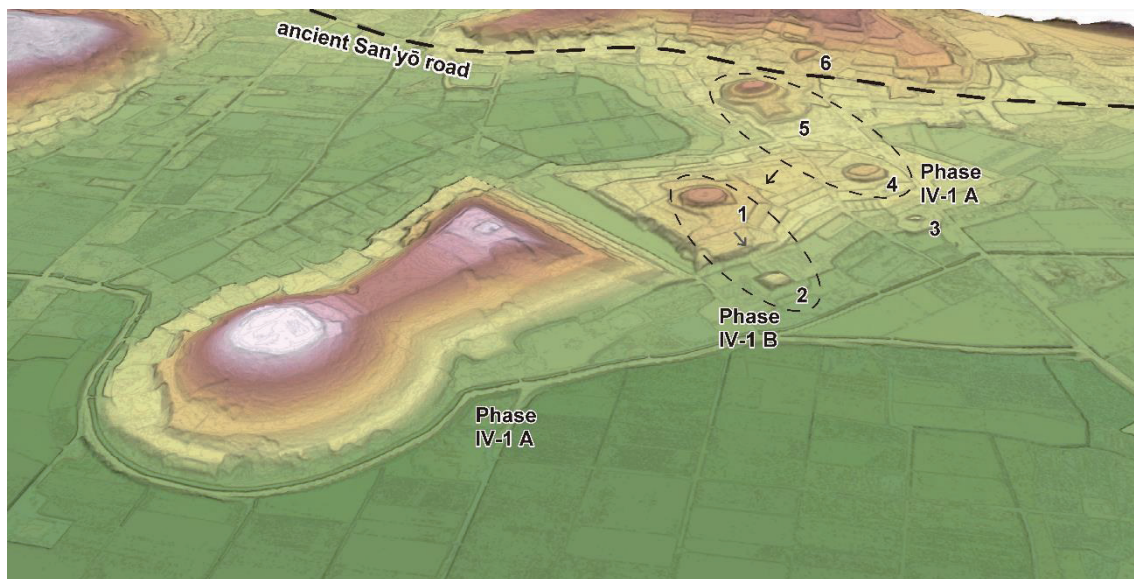 ancient San'yō road
6
5
Phase
IV-1 A
4
1
3
2
Phase
IV-1 B
Phase
IV-1 A